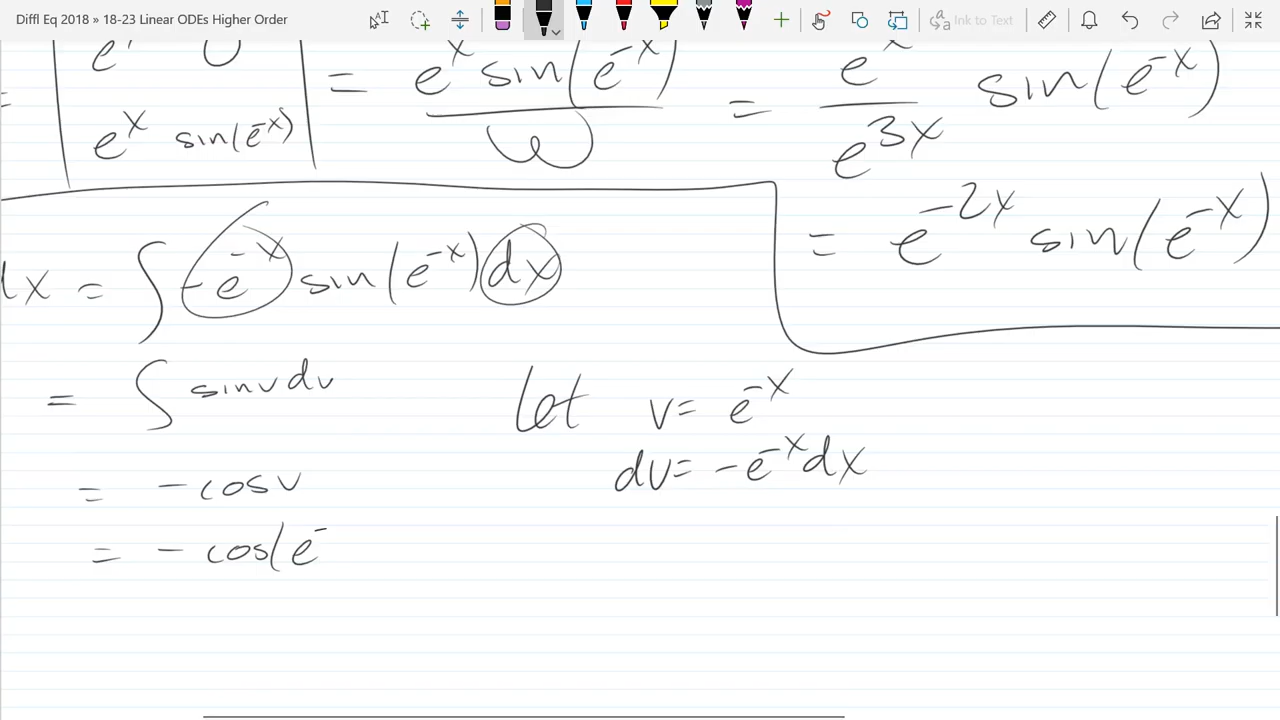 Diffl Eq 2018 » 18-23 Linear ODEs Higher Order
Ink to Text
e^x 0
e^x sin(e^-x)
= e^x sin(e^-x) / W = e^x / e^3x sin(e^-x)
= e^-2x sin(e^-x)
dx = ∫ -e^-x sin(e^-x) dx
= ∫ sin v dv
let v = e^-x
dv = -e^-x dx
= - cos v
= - cos(e^-